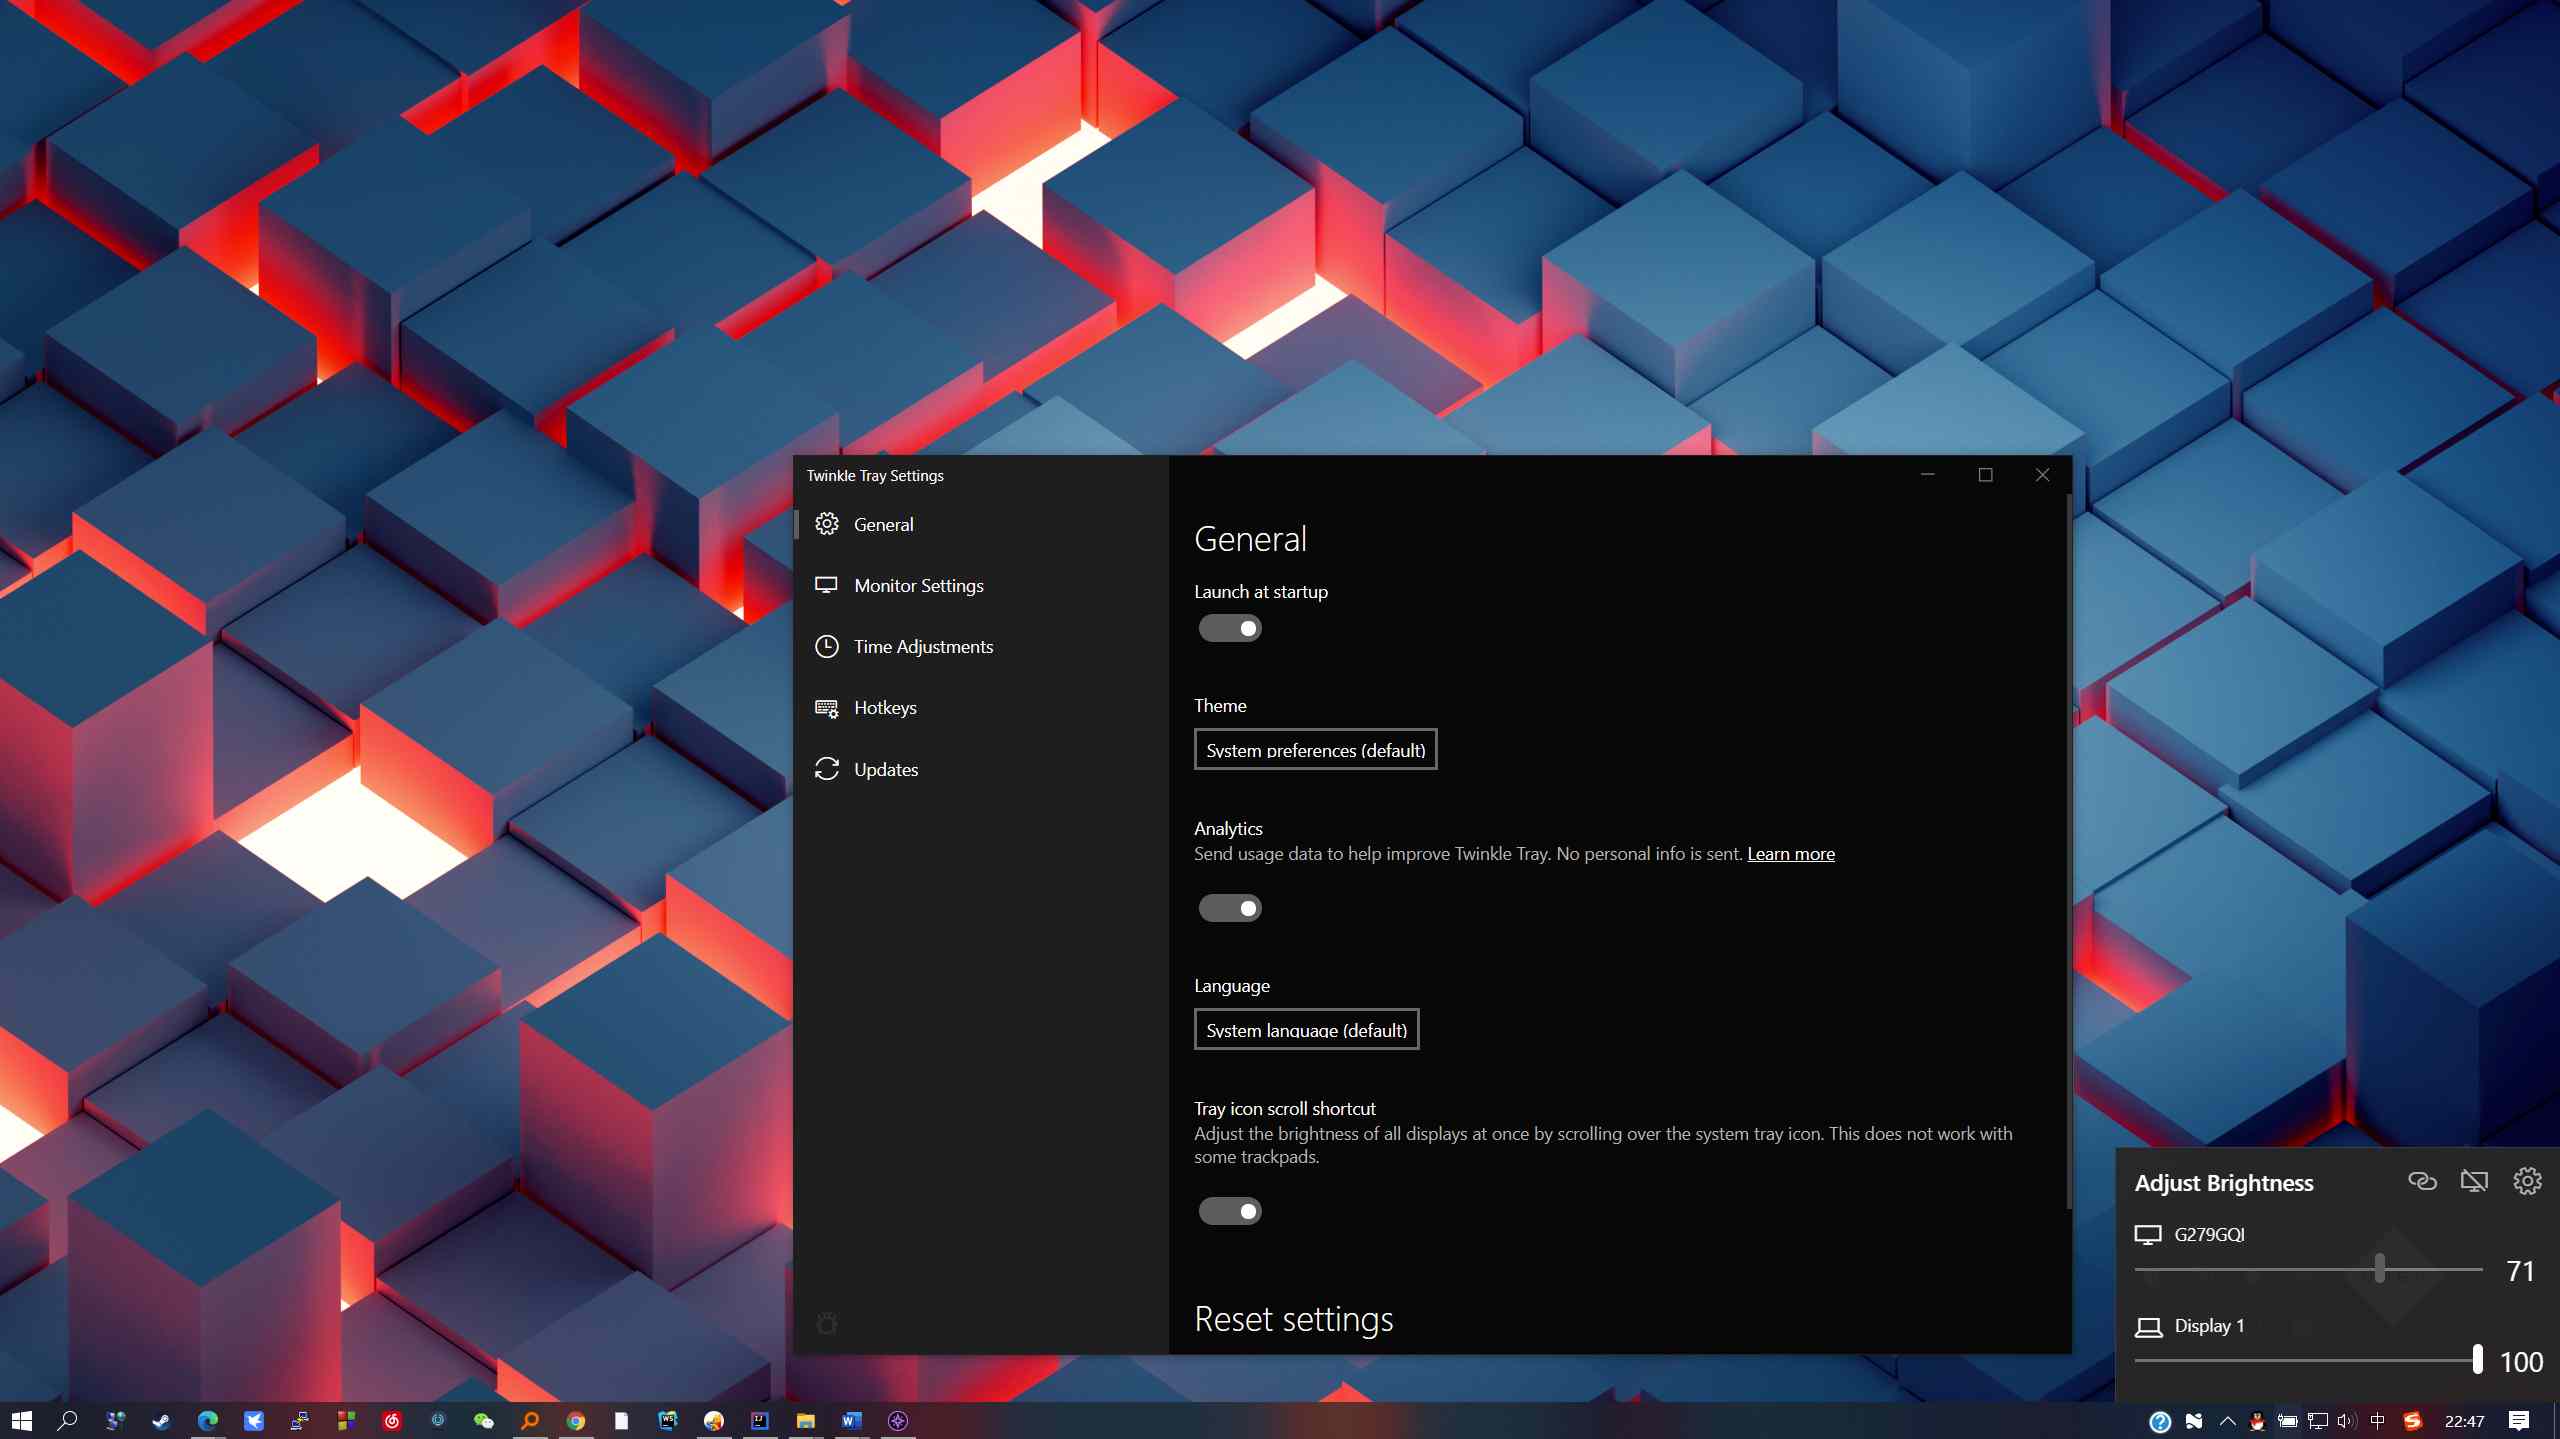 Twinkle Tray Settings
General
Monitor Settings
Time Adjustments
Hotkeys
Updates
General
Launch at startup
Theme
System preferences (default)
Analytics
Send usage data to help improve Twinkle Tray. No personal info is sent. Learn more
Language
System language (default)
Tray icon scroll shortcut
Adjust the brightness of all displays at once by scrolling over the system tray icon. This does not work with
some trackpads.
Reset settings
Adjust Brightness
G279GQI
71
Display 1
100
中
22:47